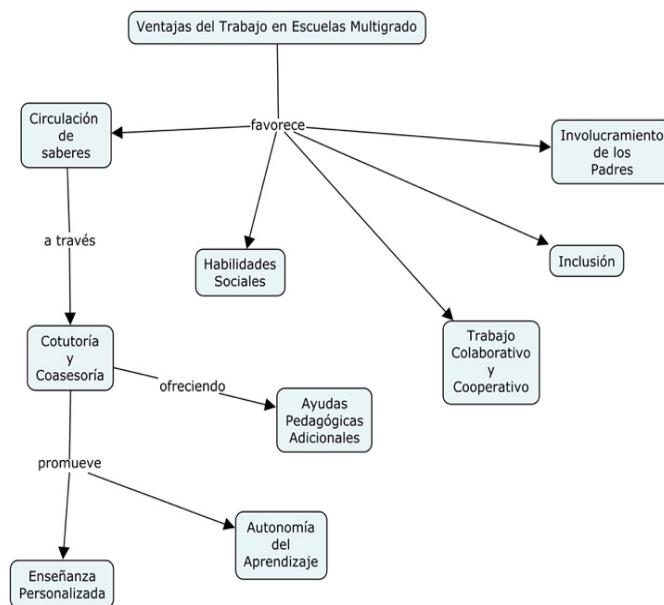 Ventajas del Trabajo en Escuelas Multigrado
favorece
Circulación
de
saberes
Involucramiento
de los
Padres
a través
Habilidades
Sociales
Inclusión
Trabajo
Colaborativo
y
Cooperativo
Cotutoría
y
Coasesoría
ofreciendo
Ayudas
Pedagógicas
Adicionales
promueve
Autonomía
del
Aprendizaje
Enseñanza
Personalizada